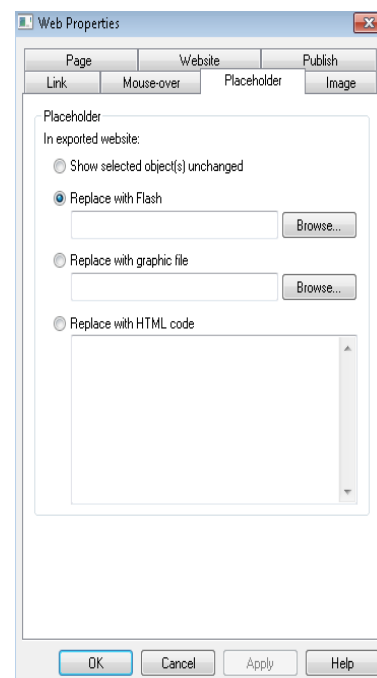 Web Properties
Page Website Publish
Link Mouse-over Placeholder Image
Placeholder
In exported website:
Show selected object(s) unchanged
Replace with Flash
Browse...
Replace with graphic file
Browse...
Replace with HTML code
OK Cancel Apply Help